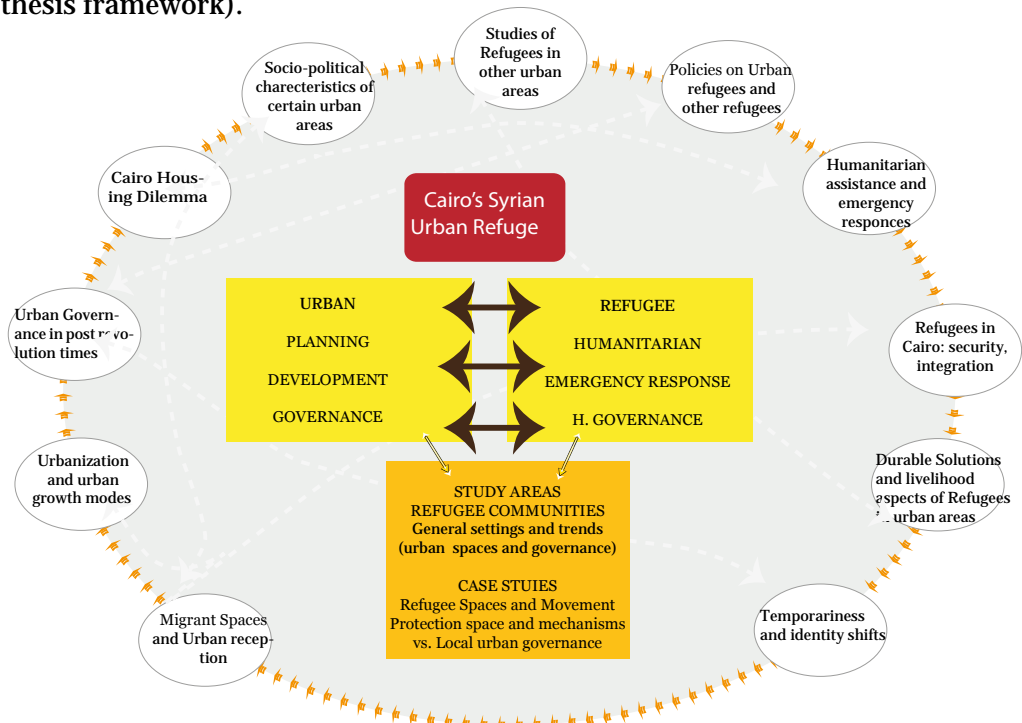 thesis framework).
Studies of
Refugees in
other urban
areas
Socio-political
charecteristics of
certain urban
areas
Policies on Urban
refugees and
other refugees
Cairo Hous-
ing Dilemma
Humanitarian
assistance and
emergency
responces
Cairo's Syrian
Urban Refuge
Urban Govern-
ance in post revo-
lution times
Refugees in
Cairo: security,
integration
URBAN
PLANNING
DEVELOPMENT
GOVERNANCE
REFUGEE
HUMANITARIAN
EMERGENCY RESPONSE
H. GOVERNANCE
Urbanization
and urban
growth modes
Durable Solutions
and livelihood
aspects of Refugees
urban areas
STUDY AREAS
REFUGEE COMMUNITIES
General settings and trends
(urban spaces and governance)
CASE STUIES
Refugee Spaces and Movement
Protection space and mechanisms
vs. Local urban governance
Migrant Spaces
and Urban recep-
tion
Temporariness
and identity shifts